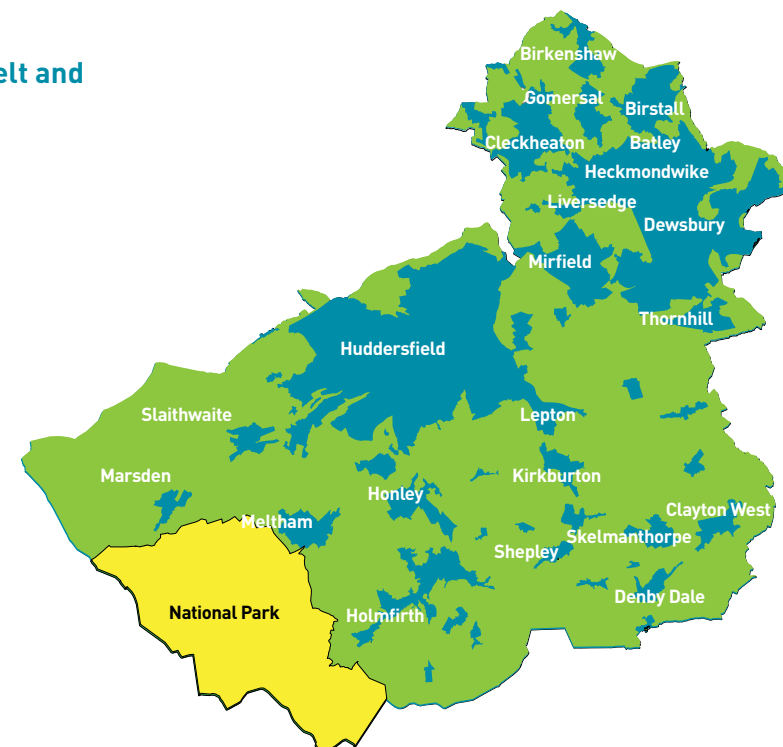 elt and
Birkenshaw
Gomersal
Birstall
Cleckheaton
Batley
Heckmondwike
Liversedge
Dewsbury
Mirfield
Thornhill
Huddersfield
Slaithwaite
Lepton
Marsden
Kirkburton
Honley
Clayton West
Meltham
Skelmanthorpe
Shepley
Denby Dale
National Park
Holmfirth